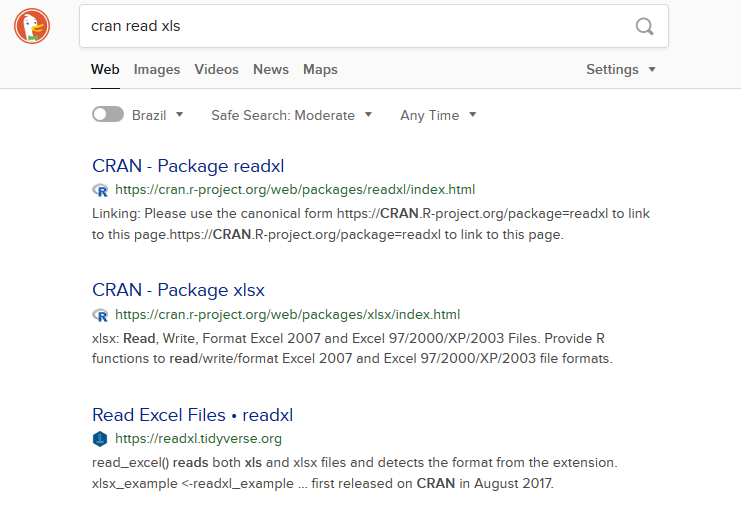 cran read xls
Web Images Videos News Maps Settings
Brazil Safe Search: Moderate Any Time
CRAN - Package readxl
https://cran.r-project.org/web/packages/readxl/index.html
Linking: Please use the canonical form https://CRAN.R-project.org/package=readxl to link
to this page.https://CRAN.R-project.org/package=readxl to link to this page.
CRAN - Package xlsx
https://cran.r-project.org/web/packages/xlsx/index.html
xlsx: Read, Write, Format Excel 2007 and Excel 97/2000/XP/2003 Files. Provide R
functions to read/write/format Excel 2007 and Excel 97/2000/XP/2003 file formats.
Read Excel Files • readxl
https://readxl.tidyverse.org
read_excel() reads both xls and xlsx files and detects the format from the extension.
xlsx_example <-readxl_example ... first released on CRAN in August 2017.